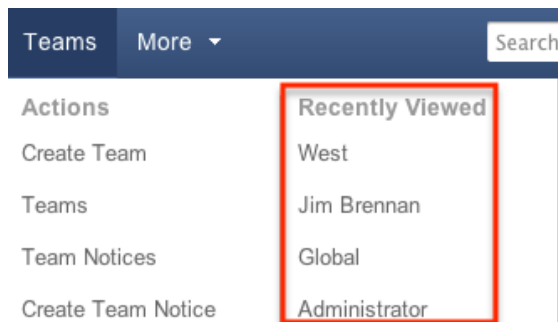 Teams More Search
Actions Recently Viewed
Create Team West
Teams Jim Brennan
Team Notices Global
Create Team Notice Administrator